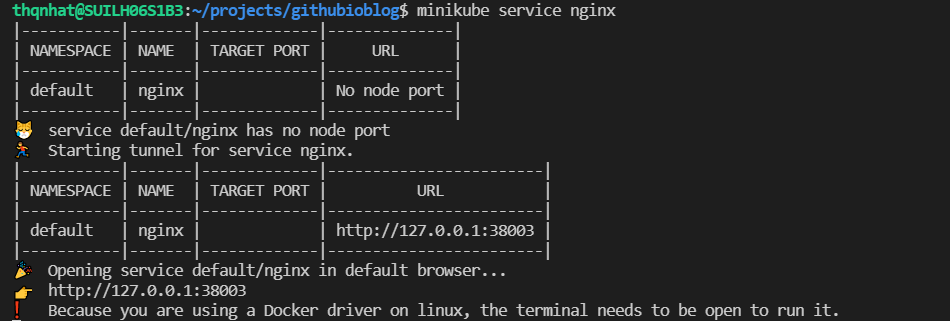 thqnhat@SUILH06S1B3:~/projects/githubioblog$ minikube service nginx
|-----------|-------|-------------|--------------|
| NAMESPACE | NAME | TARGET PORT | URL |
|-----------|-------|-------------|--------------|
| default | nginx | | No node port |
|-----------|-------|-------------|--------------|
😿 service default/nginx has no node port
🏃 Starting tunnel for service nginx.
|-----------|-------|-------------|------------------------|
| NAMESPACE | NAME | TARGET PORT | URL |
|-----------|-------|-------------|------------------------|
| default | nginx | | http://127.0.0.1:38003 |
|-----------|-------|-------------|------------------------|
🎉 Opening service default/nginx in default browser...
👉 http://127.0.0.1:38003
❗ Because you are using a Docker driver on linux, the terminal needs to be open to run it.